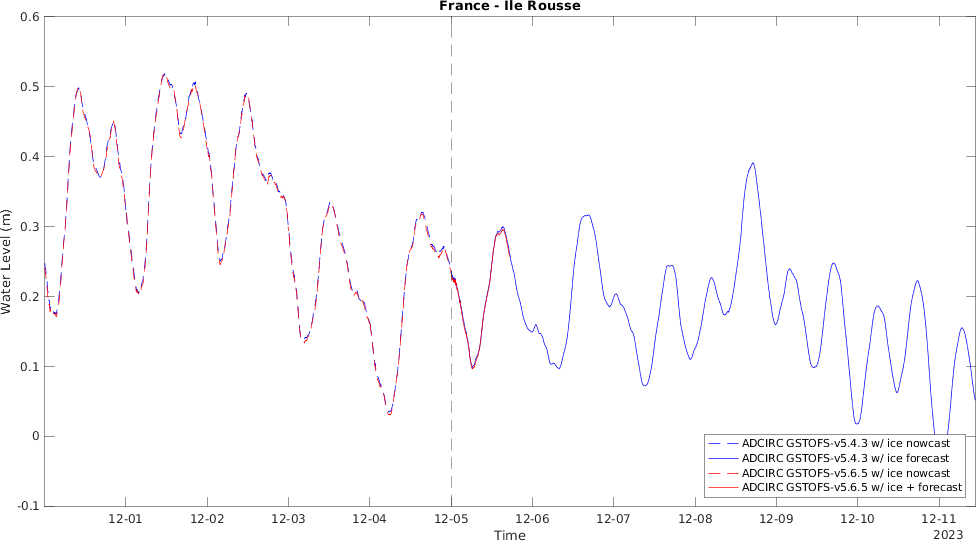 France - Ile Rousse
0.6
0.5
0.4
0.3
0.2
0.1
0
-0.1
Water Level (m)
ADCIRC GSTOFS-v5.4.3 w/ ice nowcast
ADCIRC GSTOFS-v5.4.3 w/ ice forecast
ADCIRC GSTOFS-v5.6.5 w/ ice nowcast
ADCIRC GSTOFS-v5.6.5 w/ ice + forecast
12-01 12-02 12-03 12-04 12-05 12-06 12-07 12-08 12-09 12-10 12-11
Time
2023